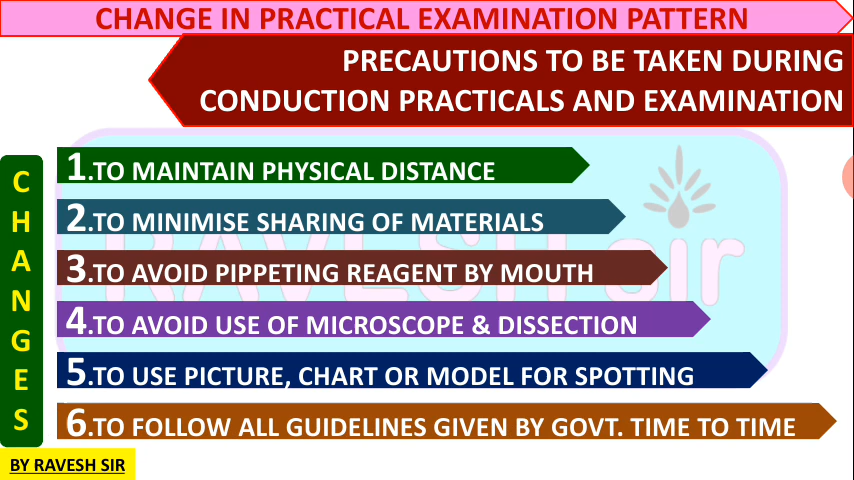 CHANGE IN PRACTICAL EXAMINATION PATTERN
PRECAUTIONS TO BE TAKEN DURING
CONDUCTION PRACTICALS AND EXAMINATION
CHANGES
1.TO MAINTAIN PHYSICAL DISTANCE
2.TO MINIMISE SHARING OF MATERIALS
3.TO AVOID PIPPETING REAGENT BY MOUTH
4.TO AVOID USE OF MICROSCOPE & DISSECTION
5.TO USE PICTURE, CHART OR MODEL FOR SPOTTING
6.TO FOLLOW ALL GUIDELINES GIVEN BY GOVT. TIME TO TIME
RAVESH sir
BY RAVESH SIR